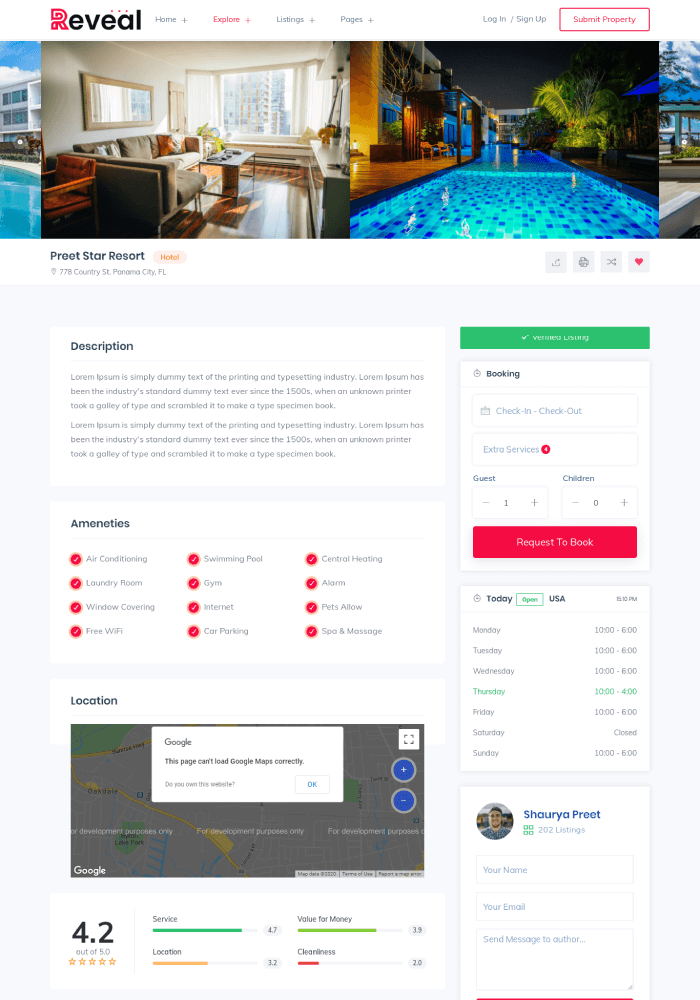 Reveal
Home +
Explore +
Listings +
Pages +
Log In / Sign Up
Submit Property
Preet Star Resort
Hotel
778 Country St. Panama City, FL
Description
Lorem Ipsum is simply dummy text of the printing and typesetting industry. Lorem Ipsum has
been the industry's standard dummy text ever since the 1500s, when an unknown printer
took a galley of type and scrambled it to make a type specimen book.
Lorem Ipsum is simply dummy text of the printing and typesetting industry. Lorem Ipsum has
been the industry's standard dummy text ever since the 1500s, when an unknown printer
took a galley of type and scrambled it to make a type specimen book.
Ameneties
Air Conditioning
Swimming Pool
Central Heating
Laundry Room
Gym
Alarm
Window Covering
Internet
Pets Allow
Free WiFi
Car Parking
Spa & Massage
Location
Google
This page can't load Google Maps correctly.
Do you own this website?
OK
Oakdale
For development purposes only
For development purposes only
For development purposes o
Lake Park
Google
Map data ©2020
Terms of Use
Report a map error
4.2
out of 5.0
Service
4.7
Value for Money
3.9
Location
3.2
Cleanliness
2.0
Verified Listing
Booking
Check-In - Check-Out
Extra Services 4
Guest
Children
− 1 +
− 0 +
Request To Book
Today Open USA
15:10 PM
Monday 10:00 - 6:00
Tuesday 10:00 - 6:00
Wednesday 10:00 - 6:00
Thursday 10:00 - 4:00
Friday 10:00 - 6:00
Saturday Closed
Sunday 10:00 - 6:00
Shaurya Preet
202 Listings
Your Name
Your Email
Send Message to author...